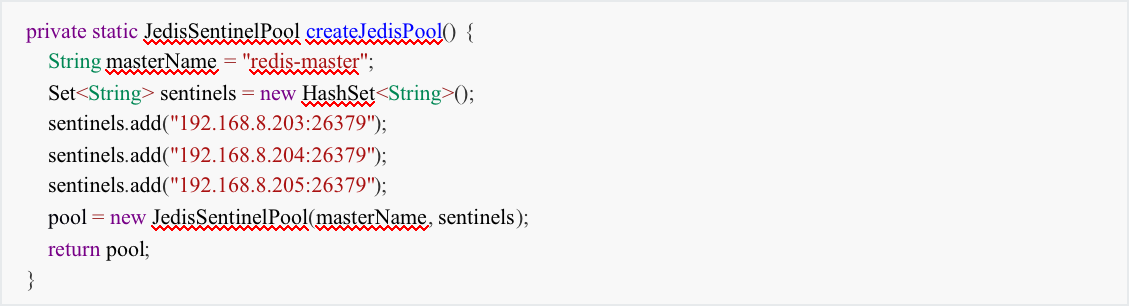 private static JedisSentinelPool createJedisPool() {
String masterName = "redis-master";
Set<String> sentinels = new HashSet<String>();
sentinels.add("192.168.8.203:26379");
sentinels.add("192.168.8.204:26379");
sentinels.add("192.168.8.205:26379");
pool = new JedisSentinelPool(masterName, sentinels);
return pool;
}